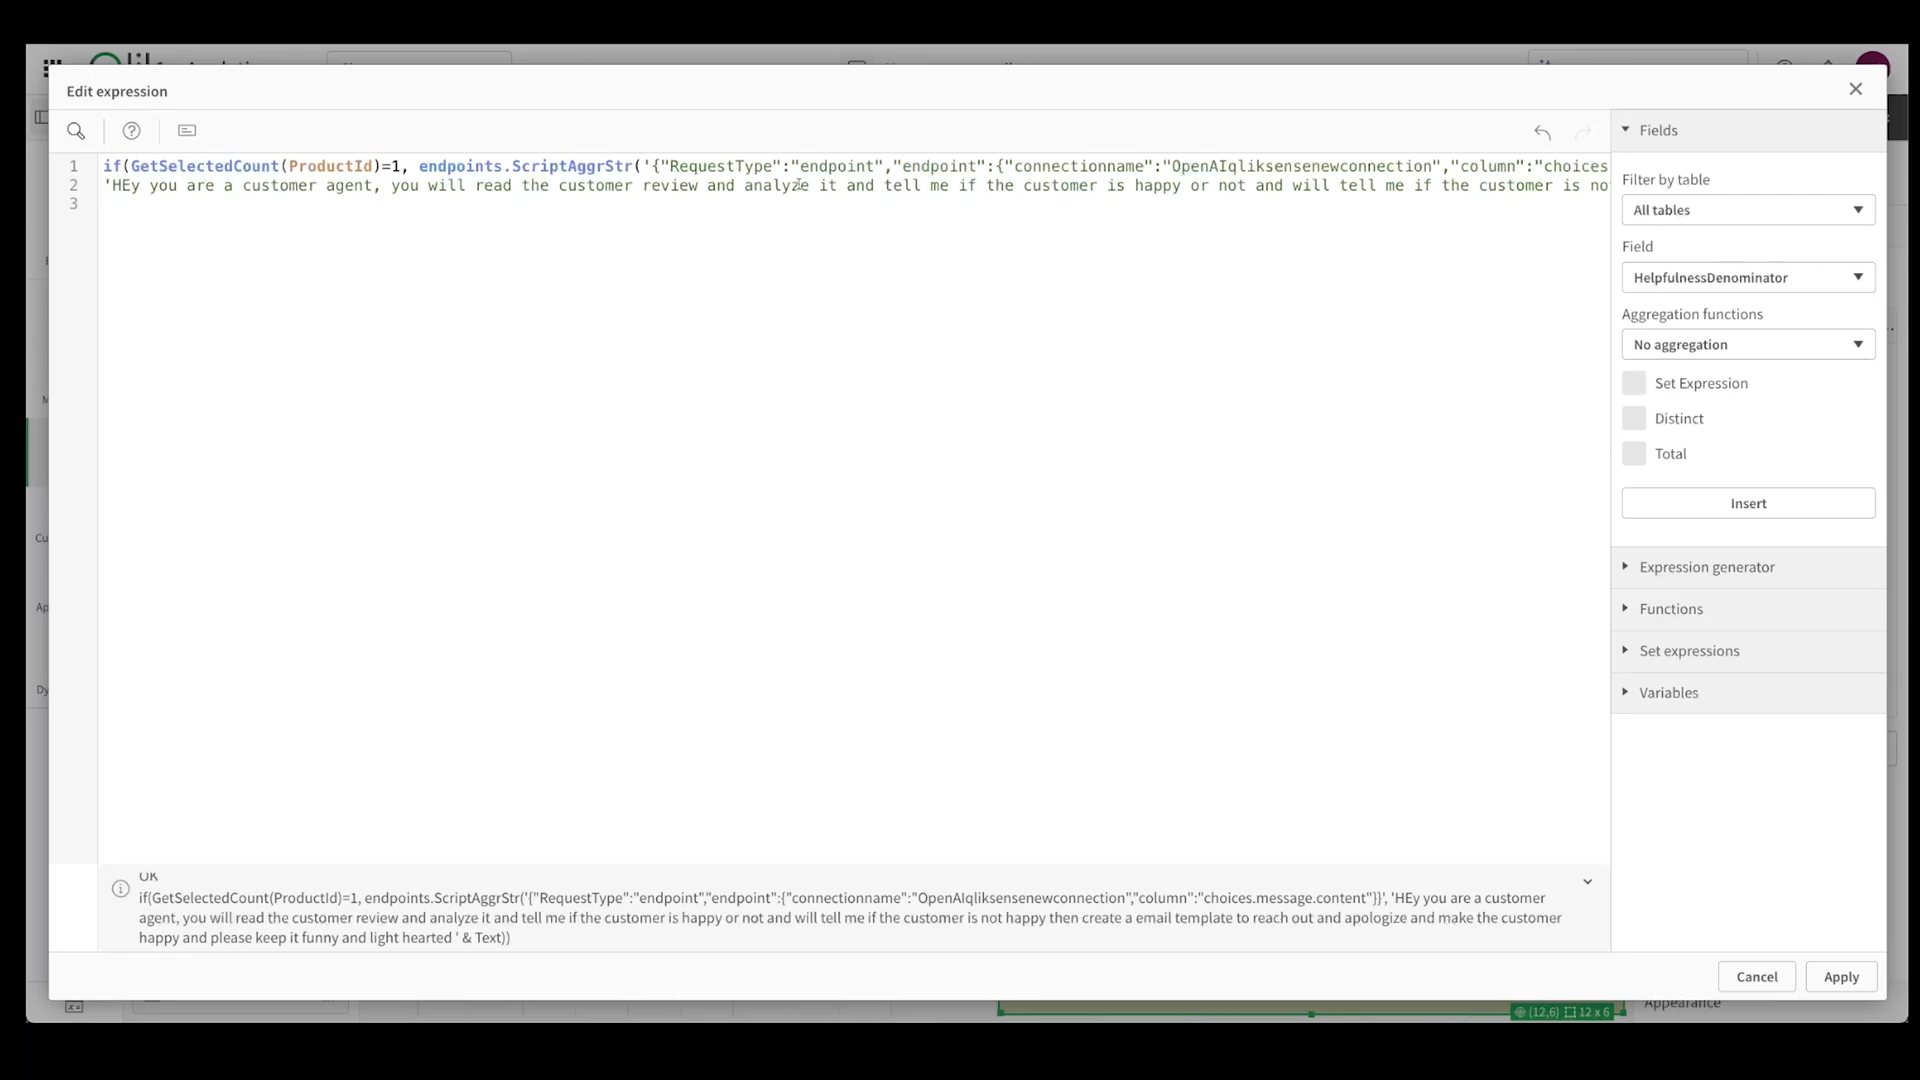 Edit expression
1 if(GetSelectedCount(ProductId)=1, endpoints.ScriptAggrStr('{"RequestType":"endpoint","endpoint":{"connectionname":"OpenAIqliksensenewconnection","column":"choices
2 'HEy you are a customer agent, you will read the customer review and analyze it and tell me if the customer is happy or not and will tell me if the customer is no
3
Fields
Filter by table
All tables
Field
HelpfulnessDenominator
Aggregation functions
No aggregation
Set Expression
Distinct
Total
Insert
Expression generator
Functions
Set expressions
Variables
OK
if(GetSelectedCount(ProductId)=1, endpoints.ScriptAggrStr('{"RequestType":"endpoint","endpoint":{"connectionname":"OpenAIqliksensenewconnection","column":"choices.message.content"}}', 'HEy you are a customer
agent, you will read the customer review and analyze it and tell me if the customer is happy or not and will tell me if the customer is not happy then create a email template to reach out and apologize and make the customer
happy and please keep it funny and light hearted ' & Text))
Cancel
Apply
Cu
Ap
Dy
(12,6) 12 x 6
Appearance